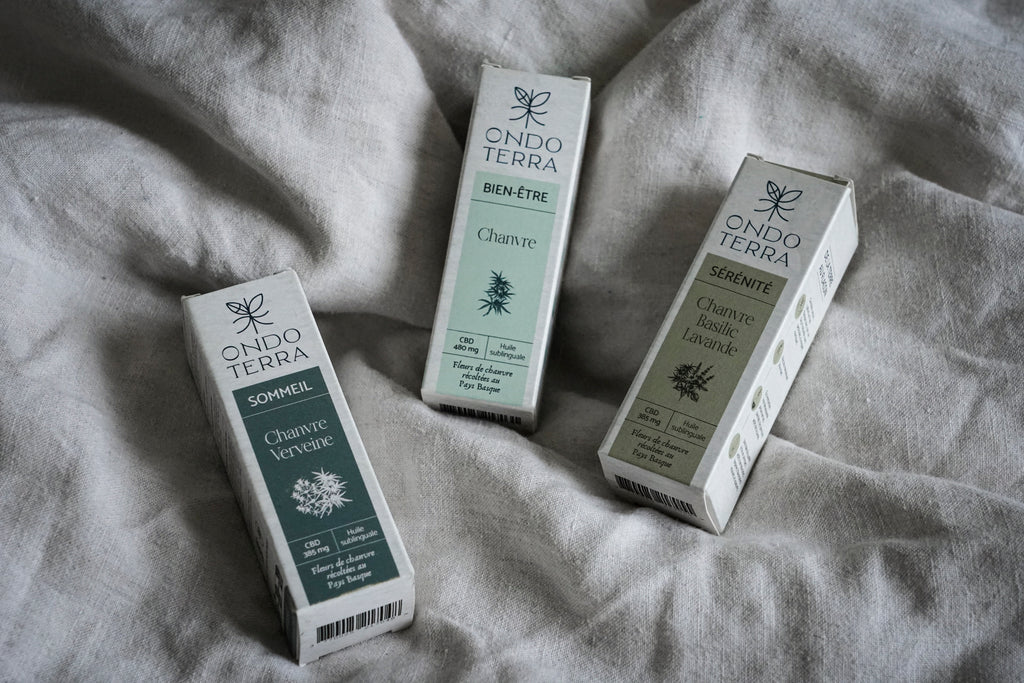 ONDO
TERRA
SOMMEIL
Chanvre
Verveine
CBD
385 mg
Huile
sublinguale
Fleurs de chanvre
récoltées au
Pays Basque
ONDO
TERRA
BIEN-ÊTRE
Chanvre
CBD
480 mg
Huile
sublinguale
Fleurs de chanvre
récoltées au
Pays Basque
ONDO
TERRA
SÉRÉNITÉ
Chanvre
Basilic
Lavande
CBD
385 mg
Huile
sublinguale
Fleurs de chanvre
récoltées au
Pays Basque